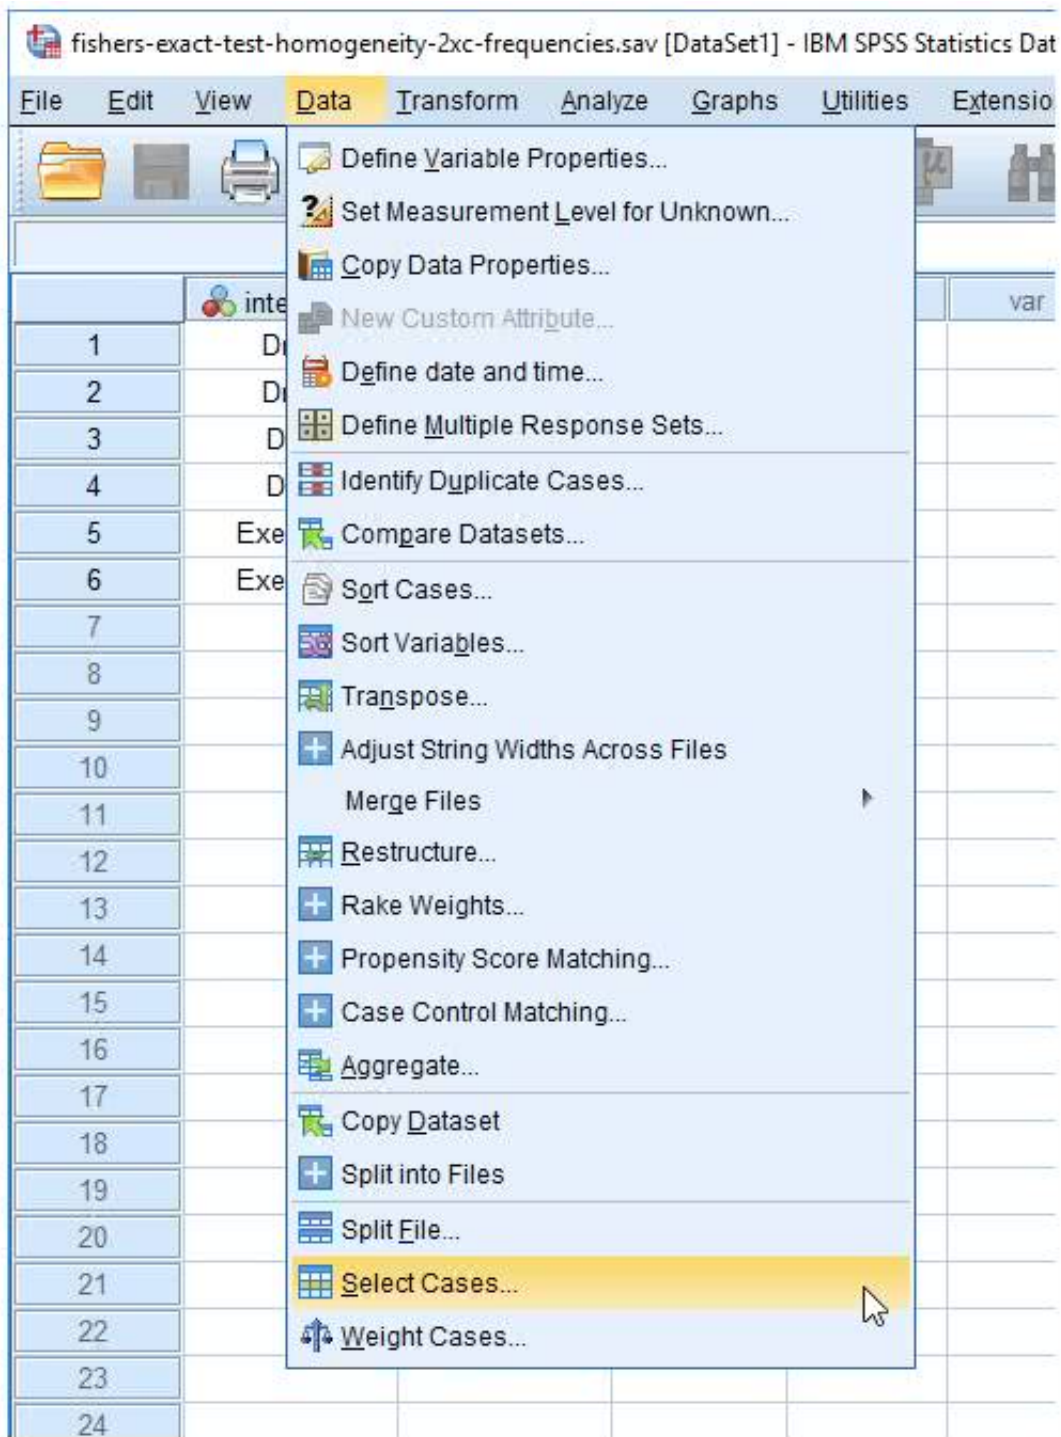 fishers-exact-test-homogeneity-2xc-frequencies.sav [DataSet1] - IBM SPSS Statistics Dat
File Edit View Data Transform Analyze Graphs Utilities Extensio
Define Variable Properties...
Set Measurement Level for Unknown...
Copy Data Properties...
inte New Custom Attribute... var
1 Dr Define date and time...
2 Dr Define Multiple Response Sets...
3 D
4 D Identify Duplicate Cases...
5 Exe Compare Datasets...
6 Exe Sort Cases...
7 Sort Variables...
8 Transpose...
9
10 Adjust String Widths Across Files
11 Merge Files
12 Restructure...
13 Rake Weights...
14 Propensity Score Matching...
15 Case Control Matching...
16 Aggregate...
17
18 Copy Dataset
19 Split into Files
20 Split File...
21 Select Cases...
22 Weight Cases...
23
24